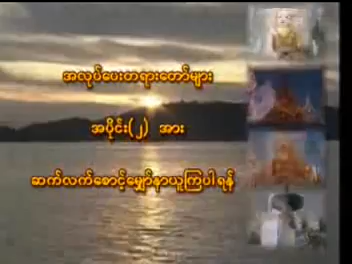 အလုပ်ပေးတရားတော်များ
အပိုင်း(၂) အား
ဆက်လက်စောင့်မျှော်နာယူကြပါ ရန်